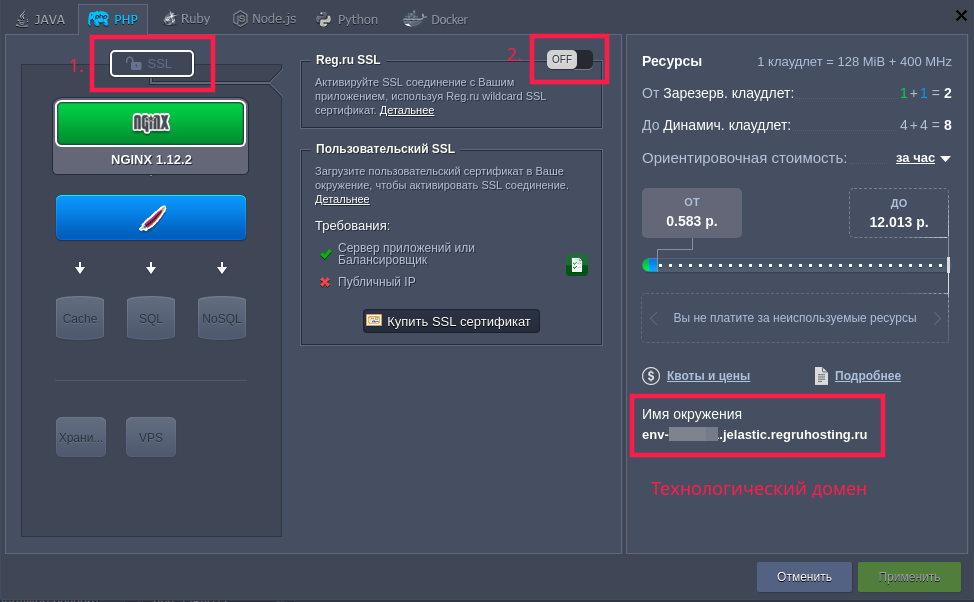 JAVA
PHP
Ruby
Node.js
Python
Docker
1.
SSL
NGINX
NGINX 1.12.2
Cache
SQL
NoSQL
Храни...
VPS
Reg.ru SSL
2.
OFF
Активируйте SSL соединение с Вашим
приложением, используя Reg.ru wildcard SSL
сертификат. Детальнее
Пользовательский SSL
Загрузите пользовательский сертификат в Ваше
окружение, чтобы активировать SSL соединение.
Детальнее
Требования:
Сервер приложений или
Балансировщик
Публичный IP
Купить SSL сертификат
Ресурсы
1 клаудлет = 128 MiB + 400 MHz
От Зарезерв. клаудлет: 1 + 1 = 2
До Динамич. клаудлет: 4 + 4 = 8
Ориентировочная стоимость: за час
ОТ
0.583 р.
ДО
12.013 р.
Вы не платите за неиспользуемые ресурсы
Квоты и цены
Подробнее
Имя окружения
env-.jelastic.regruhosting.ru
Технологический домен
Отменить
Применить